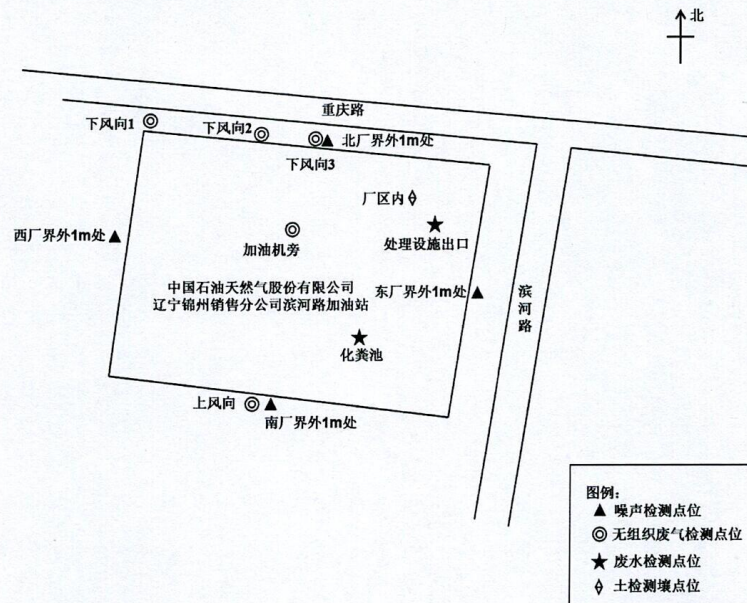 北
重庆路
下风向1
下风向2
北厂界外1m处
下风向3
厂区内
西厂界外1m处
加油机旁
处理设施出口
中国石油天然气股份有限公司
辽宁锦州销售分公司滨河路加油站
东厂界外1m处
滨河路
化粪池
上风向
南厂界外1m处
图例：
噪声检测点位
无组织废气检测点位
废水检测点位
土检测壤点位